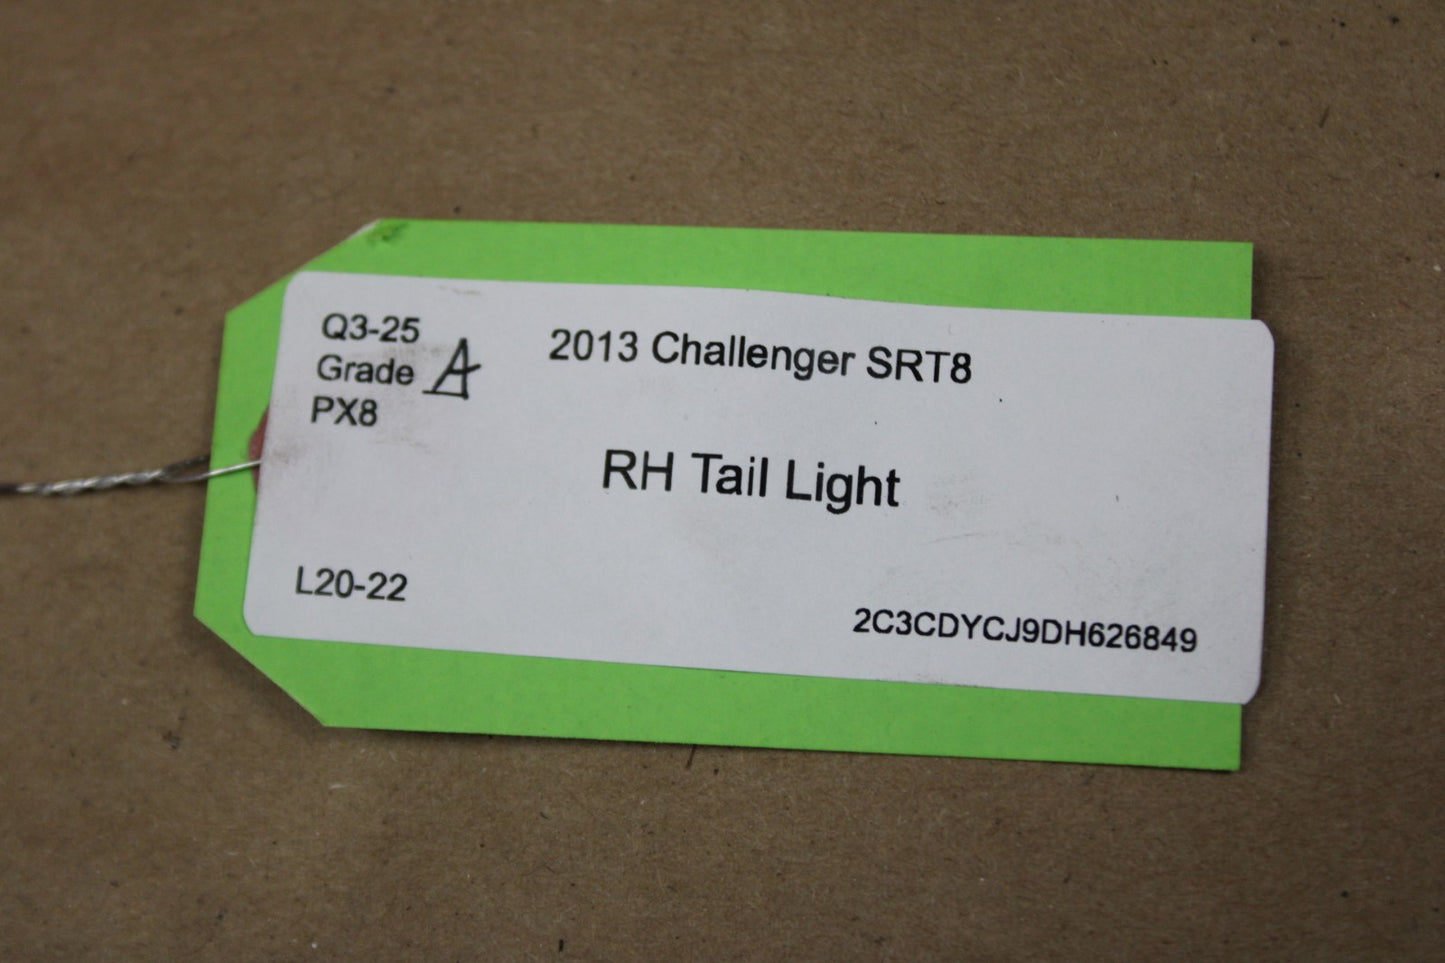 Q3-25
Grade A
PX8
2013 Challenger SRT8
RH Tail Light
L20-22
2C3CDYCJ9DH626849